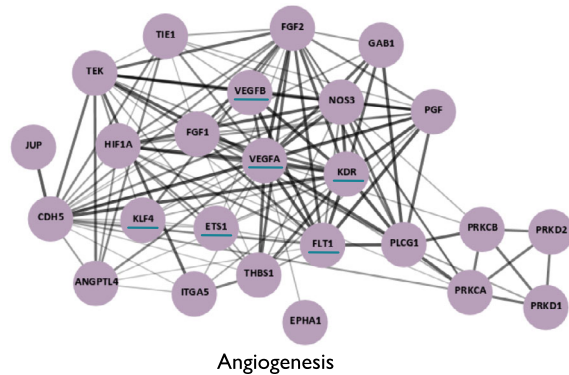 FGF2
TIE1
GAB1
TEK
VEGFB
NOS3
PGF
FGF1
HIF1A
JUP
VEGFA
KDR
CDH5
KLF4
ETS1
FLT1
PLCG1
PRKCB
PRKD2
THBS1
ANGPTL4
ITGA5
PRKCA
PRKD1
EPHA1
Angiogenesis